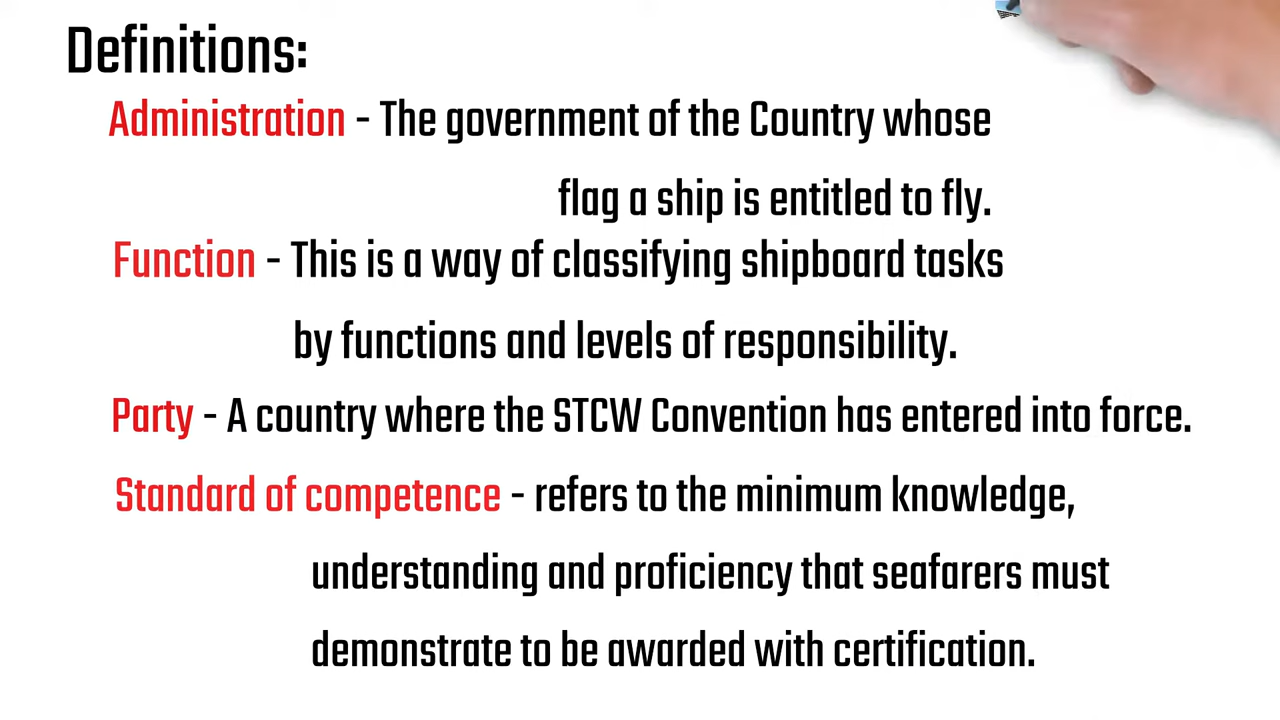 Definitions:
Administration - The government of the Country whose
flag a ship is entitled to fly.
Function - This is a way of classifying shipboard tasks
by functions and levels of responsibility.
Party - A country where the STCW Convention has entered into force.
Standard of competence - refers to the minimum knowledge,
understanding and proficiency that seafarers must
demonstrate to be awarded with certification.